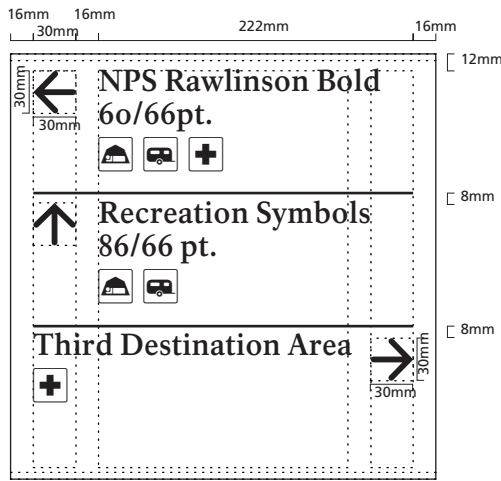 16mm 16mm 222mm 16mm
30mm
12mm
30mm
NPS Rawlinson Bold
60/66pt.
30mm
8mm
Recreation Symbols
86/66 pt.
8mm
Third Destination Area
30mm
30mm